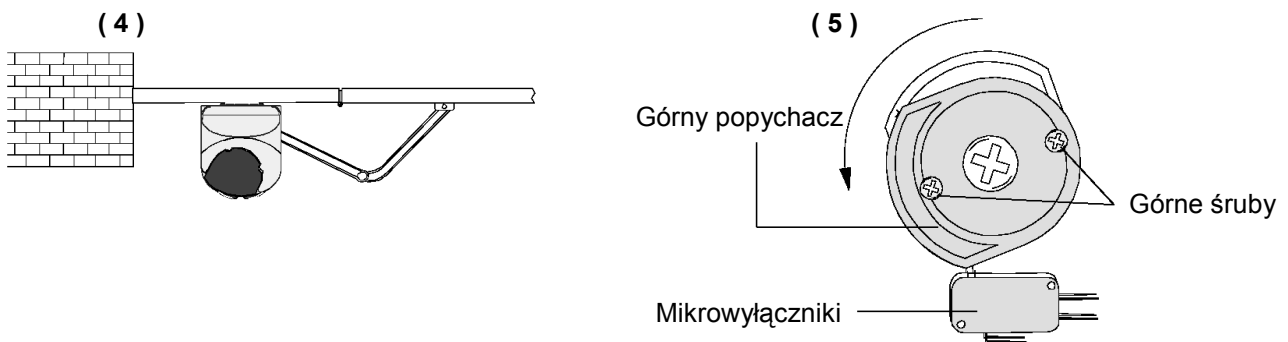 ( 4 )
( 5 )
Górny popychacz
Górne śruby
Mikrowyłączniki